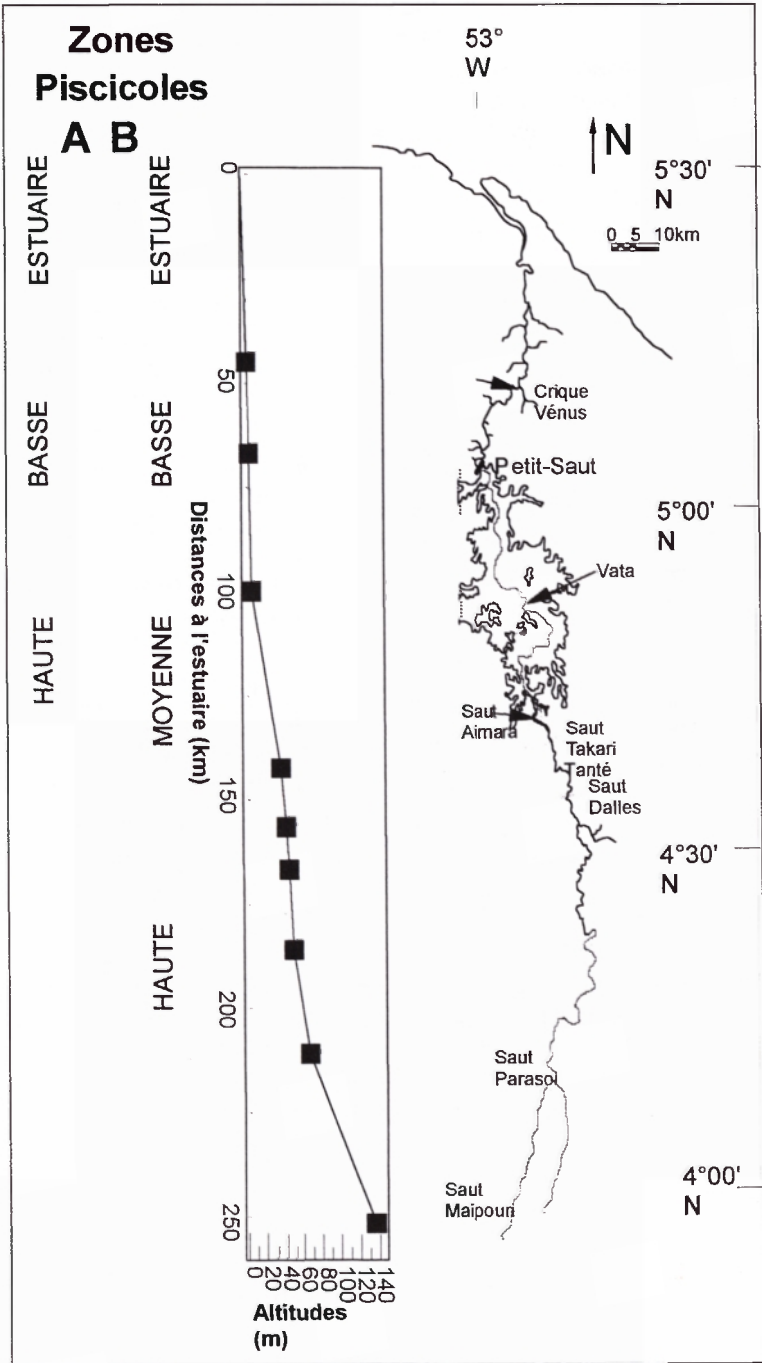 Zones
Piscicoles
A B
ESTUAIRE
BASSE
HAUTE
ESTUAIRE
BASSE
MOYENNE
HAUTE
0
50
100
150
200
250
Distances à l'estuaire (km)
0
20
40
60
80
100
120
140
Altitudes
(m)
53°
W
N
0 5 10km
5°30'
N
5°00'
N
4°30'
N
4°00'
N
Crique
Vénus
Petit-Saut
Vata
Saut
Aimara
Saut
Takari
Tanté
Saut
Dalles
Saut
Parasol
Saut
Maipouri